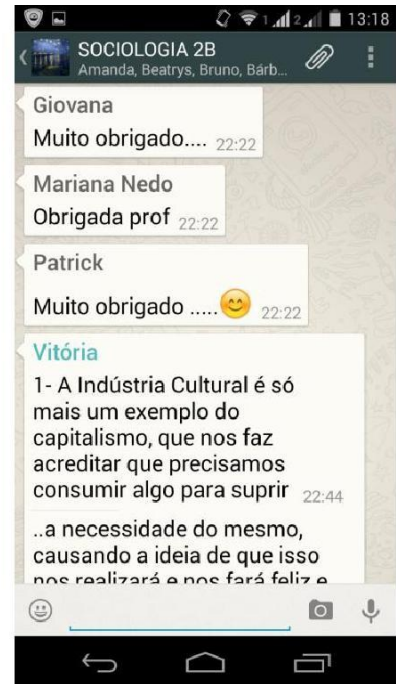 1 2 13:18
SOCIOLOGIA 2B
Amanda, Beatrys, Bruno, Bárb...
Giovana
Muito obrigado.... 22:22
Mariana Nedo
Obrigada prof 22:22
Patrick
Muito obrigado ..... 22:22
Vitória
1- A Indústria Cultural é só
mais um exemplo do
capitalismo, que nos faz
acreditar que precisamos
consumir algo para suprir 22:44
..a necessidade do mesmo,
causando a ideia de que isso
nos realizará e nos fará feliz e